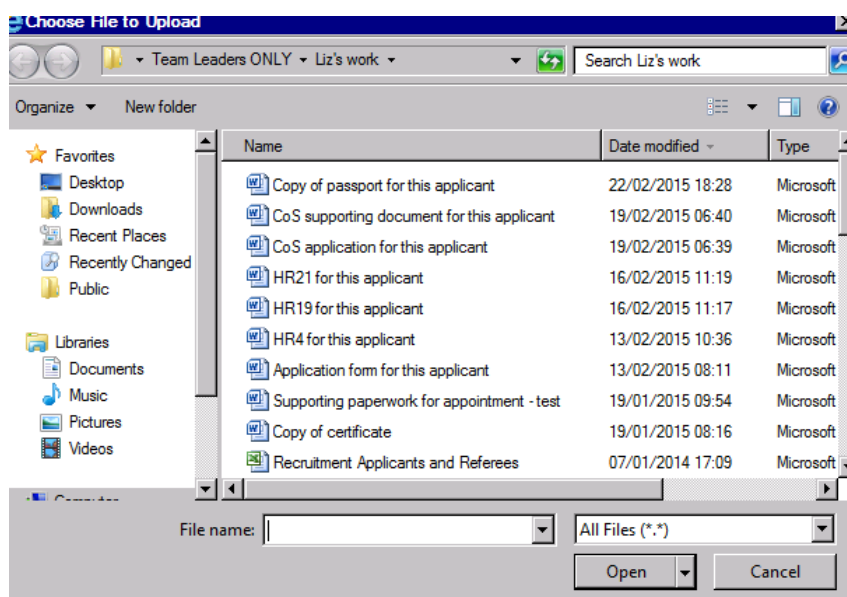 Choose File to Upload
Team Leaders ONLY Liz's work
Search Liz's work
Organize New folder
Favorites
Desktop
Downloads
Recent Places
Recently Changed
Public
Libraries
Documents
Music
Pictures
Videos
Computer
Name Date modified Type
Copy of passport for this applicant 22/02/2015 18:28 Microsoft
CoS supporting document for this applicant 19/02/2015 06:40 Microsoft
CoS application for this applicant 19/02/2015 06:39 Microsoft
HR21 for this applicant 16/02/2015 11:19 Microsoft
HR19 for this applicant 16/02/2015 11:17 Microsoft
HR4 for this applicant 13/02/2015 10:36 Microsoft
Application form for this applicant 13/02/2015 08:11 Microsoft
Supporting paperwork for appointment - test 19/01/2015 09:54 Microsoft
Copy of certificate 19/01/2015 08:16 Microsoft
Recruitment Applicants and Referees 07/01/2014 17:09 Microsoft
File name: All Files (*.*)
Open Cancel